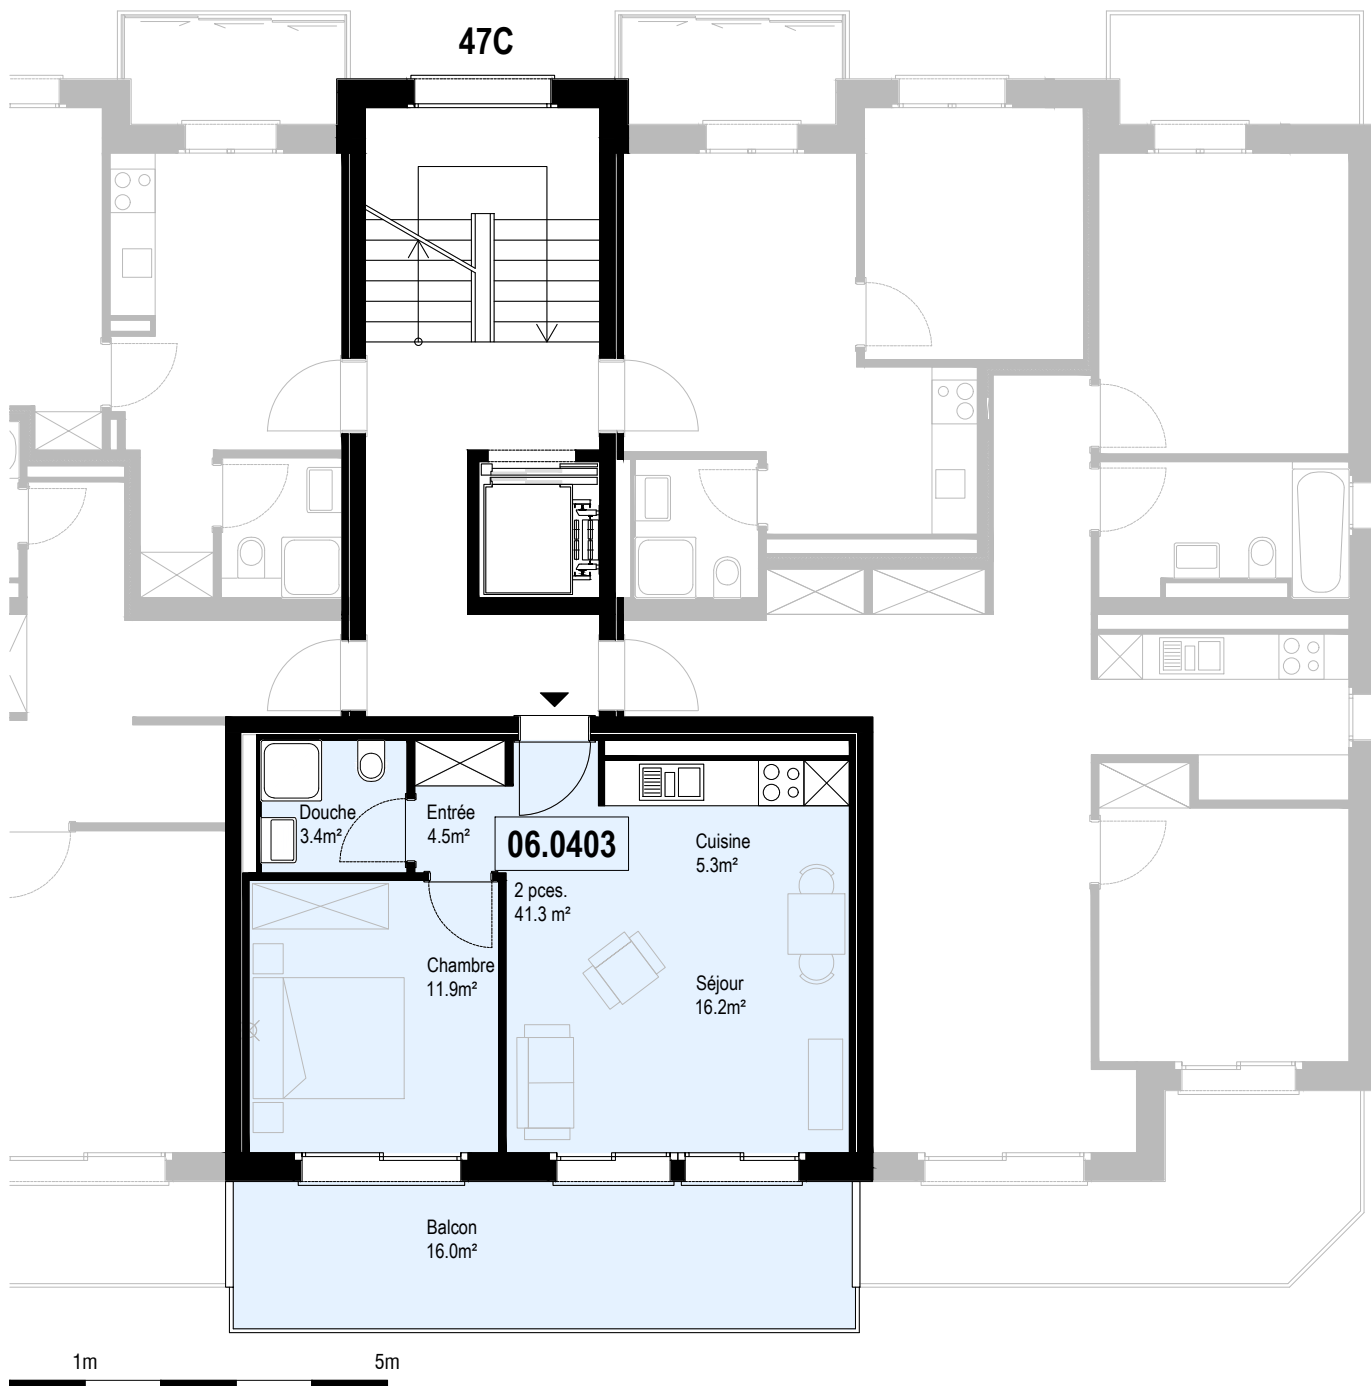 47C
Douche
3.4m²
Entrée
4.5m²
06.0403
2 pces.
41.3 m²
Cuisine
5.3m²
Chambre
11.9m²
Séjour
16.2m²
Balcon
16.0m²
1m
5m